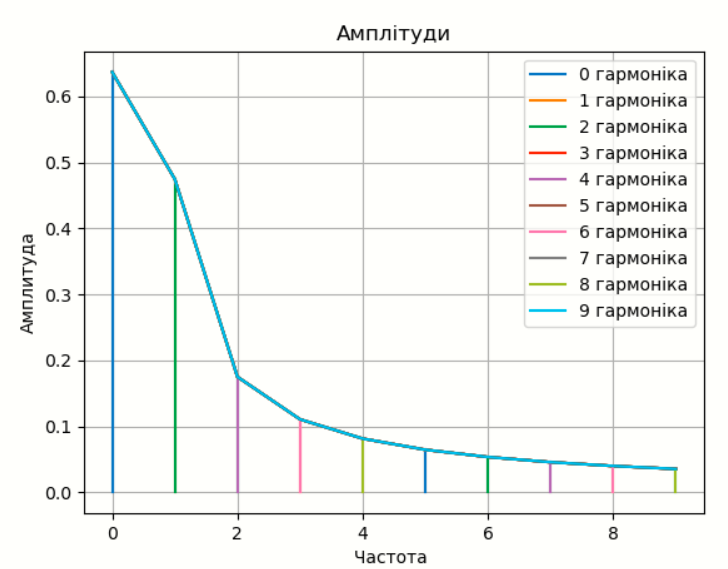 Амплітуди
0.6
0.5
0.4
0.3
0.2
0.1
0.0
Амплитуда
0 гармоніка
1 гармоніка
2 гармоніка
3 гармоніка
4 гармоніка
5 гармоніка
6 гармоніка
7 гармоніка
8 гармоніка
9 гармоніка
0 2 4 6 8
Частота